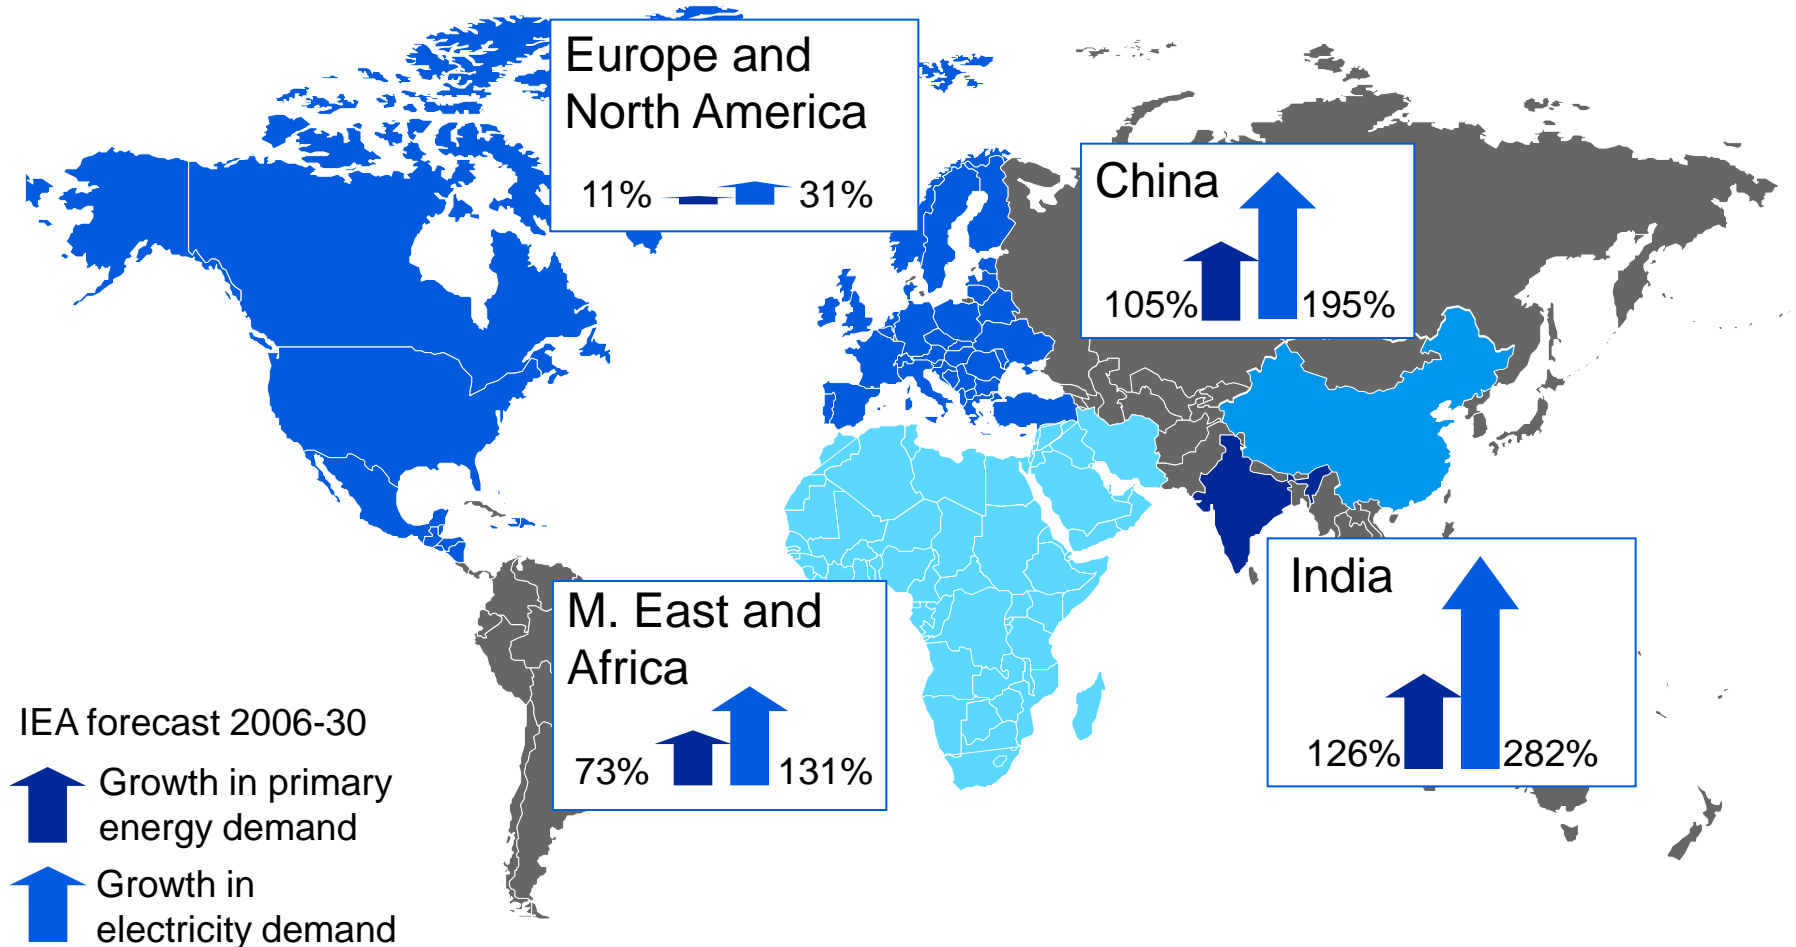 Europe and
North America
11%
31%
China
105%
195%
India
126%
282%
M. East and
Africa
73%
131%
IEA forecast 2006-30
Growth in primary
energy demand
Growth in
electricity demand